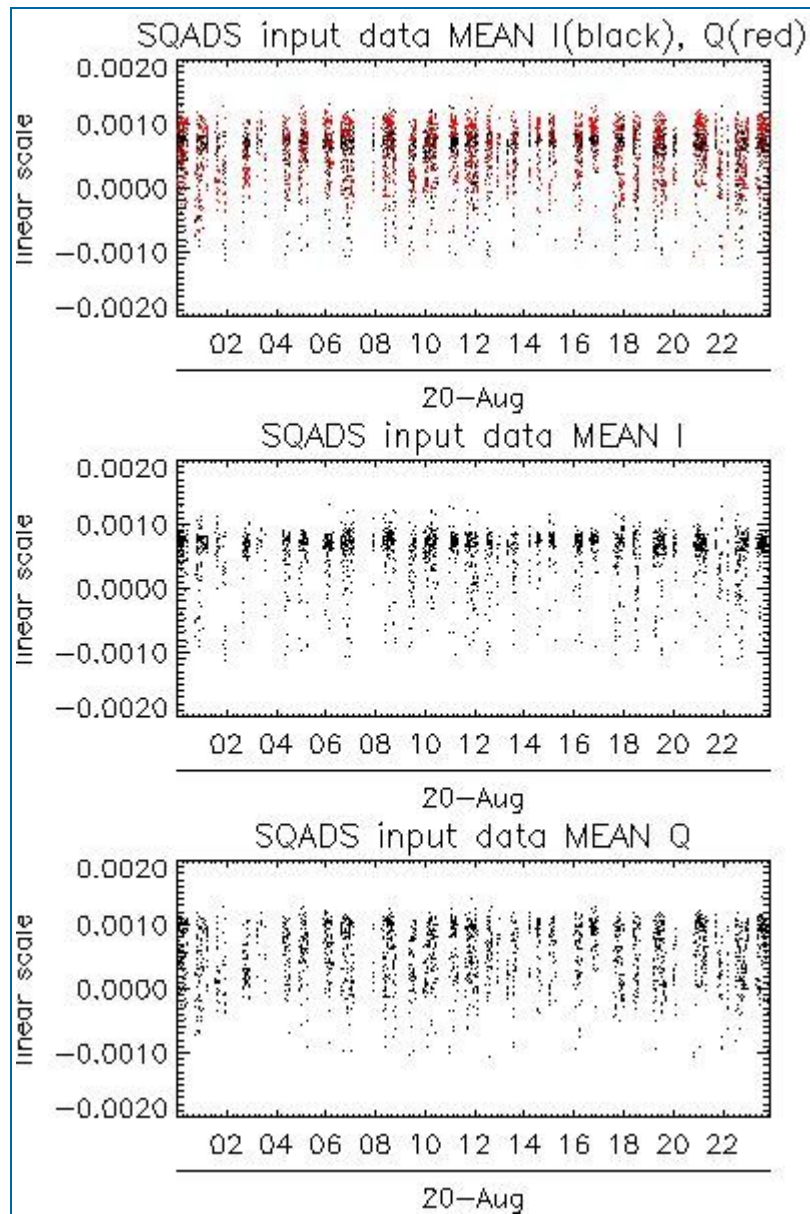 SQADS input data MEAN I(black), Q(red)
linear scale
0.0020
0.0010
0.0000
−0.0010
−0.0020
02 04 06 08 10 12 14 16 18 20 22
20−Aug
SQADS input data MEAN I
linear scale
0.0020
0.0010
0.0000
−0.0010
−0.0020
02 04 06 08 10 12 14 16 18 20 22
20−Aug
SQADS input data MEAN Q
linear scale
0.0020
0.0010
0.0000
−0.0010
−0.0020
02 04 06 08 10 12 14 16 18 20 22
20−Aug